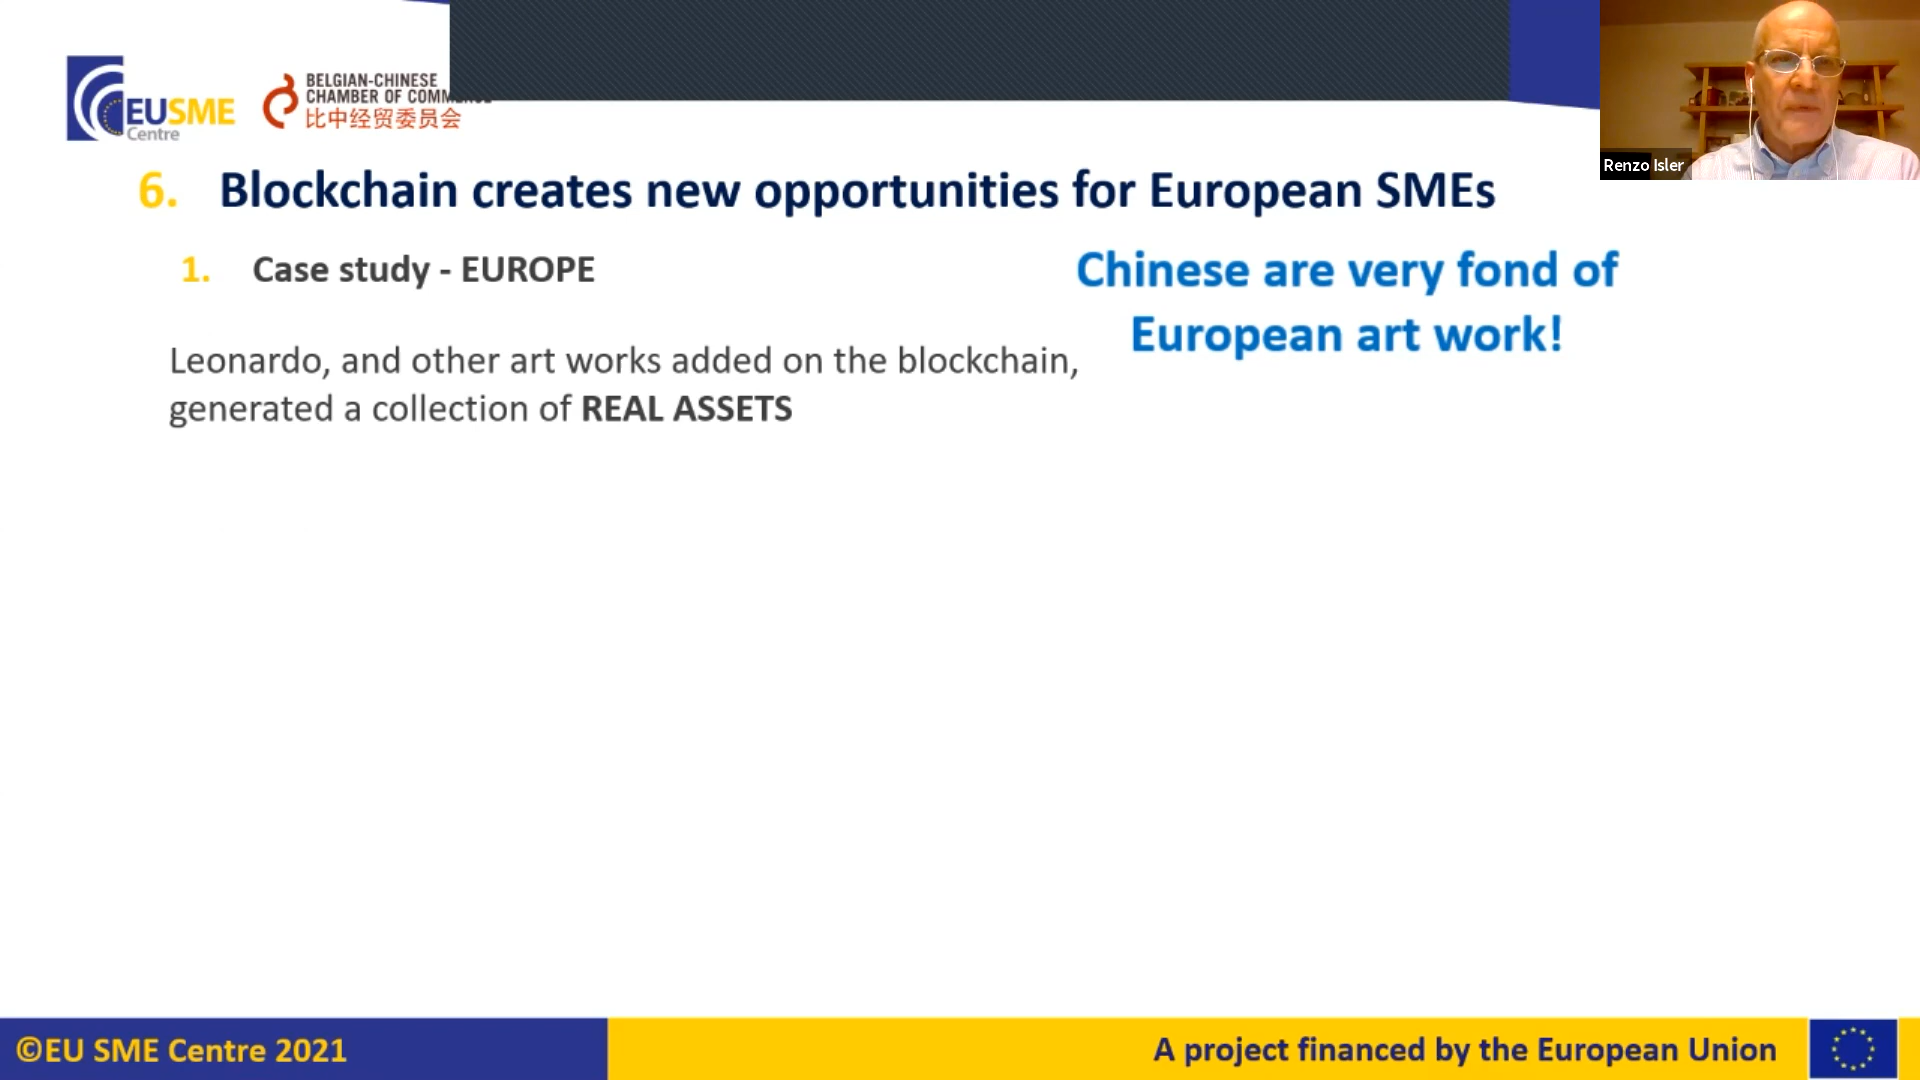 EUSME
Centre
BELGIAN-CHINESE
CHAMBER OF
比中经贸委员会
Renzo Isler
6. Blockchain creates new opportunities for European SMEs
1. Case study - EUROPE
Chinese are very fond of
European art work!
Leonardo, and other art works added on the blockchain,
generated a collection of REAL ASSETS
©EU SME Centre 2021
A project financed by the European Union